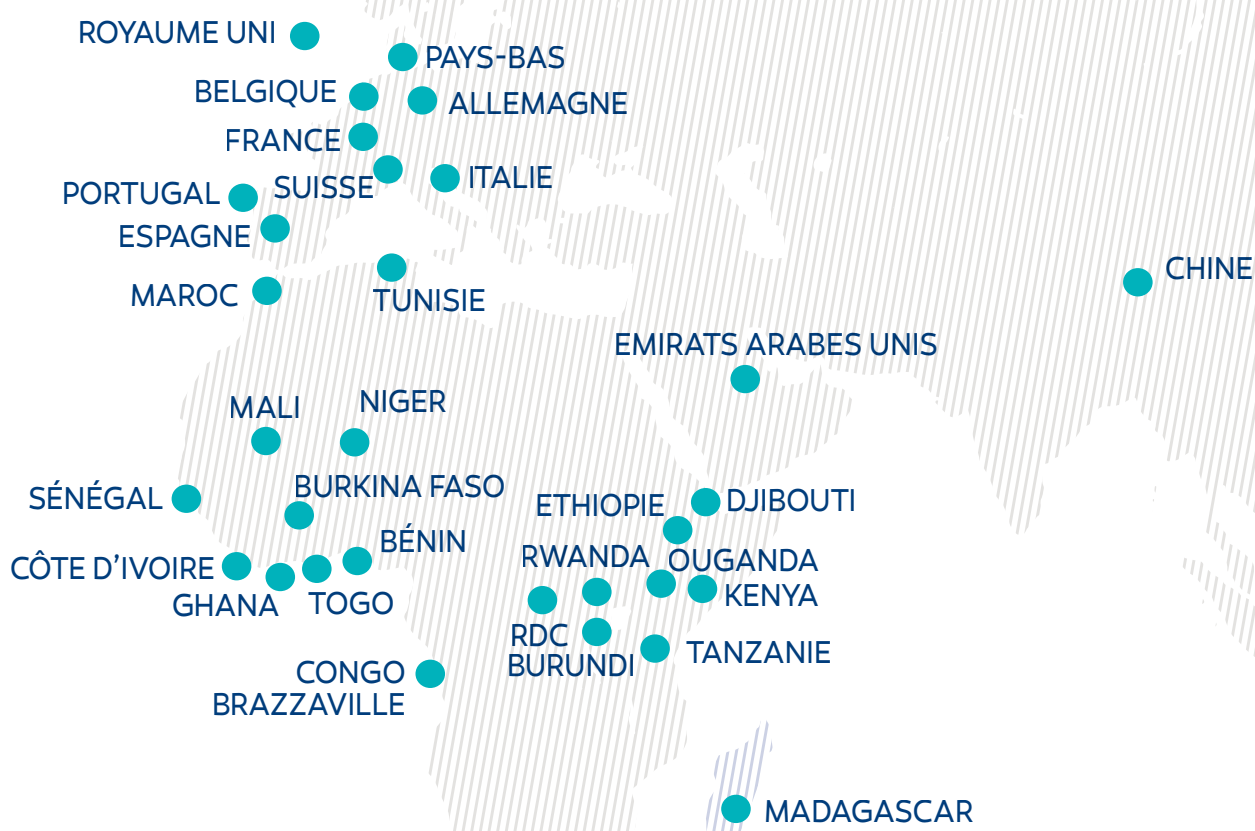 ROYAUME UNI
PAYS-BAS
BELGIQUE
ALLEMAGNE
FRANCE
SUISSE
ITALIE
PORTUGAL
ESPAGNE
MAROC
TUNISIE
CHINE
EMIRATS ARABES UNIS
MALI
NIGER
SÉNÉGAL
BURKINA FASO
ETHIOPIE
DJIBOUTI
BÉNIN
RWANDA
OUGANDA
CÔTE D'IVOIRE
GHANA
TOGO
KENYA
RDC
BURUNDI
TANZANIE
CONGO
BRAZZAVILLE
MADAGASCAR